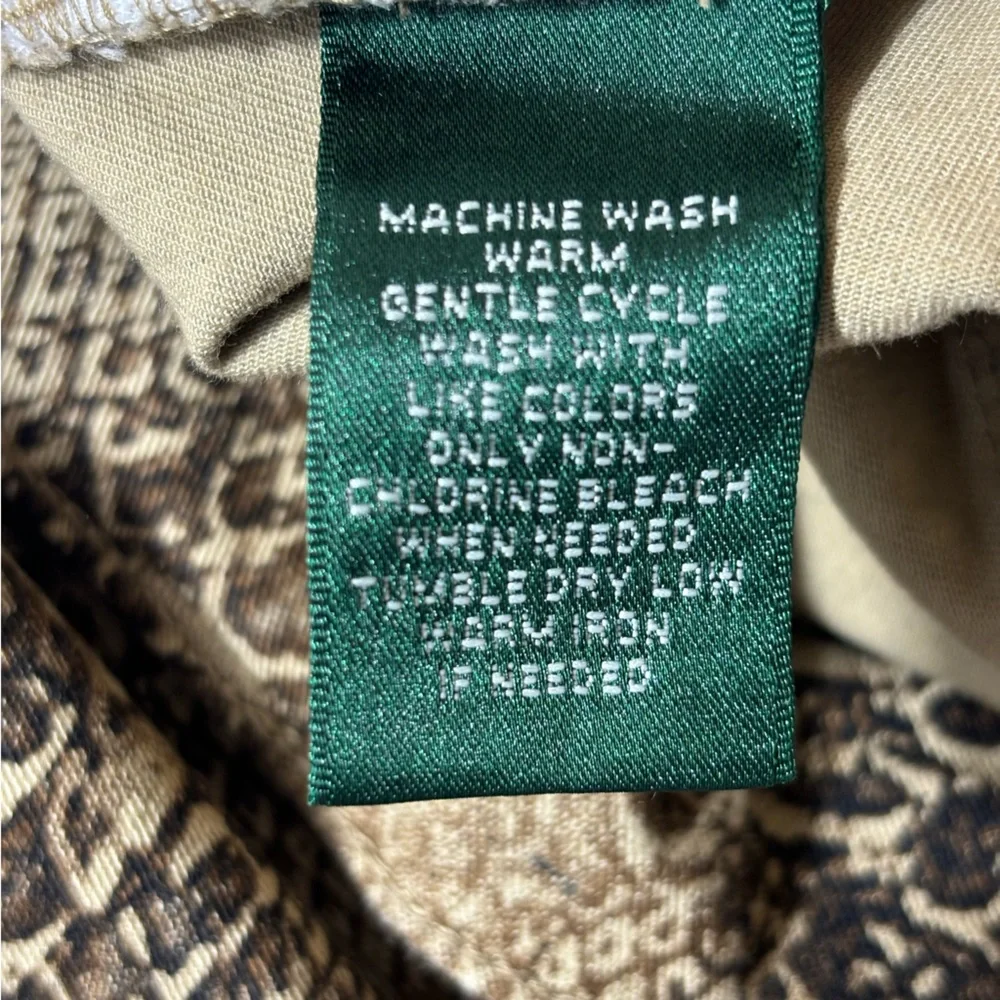 MACHINE WASH
WARM
GENTLE CYCLE
WASH WITH
LIKE COLORS
ONLY NON-
CHLORINE BLEACH
WHEN NEEDED
TUMBLE DRY LOW
WARM IRON
IF NEEDED